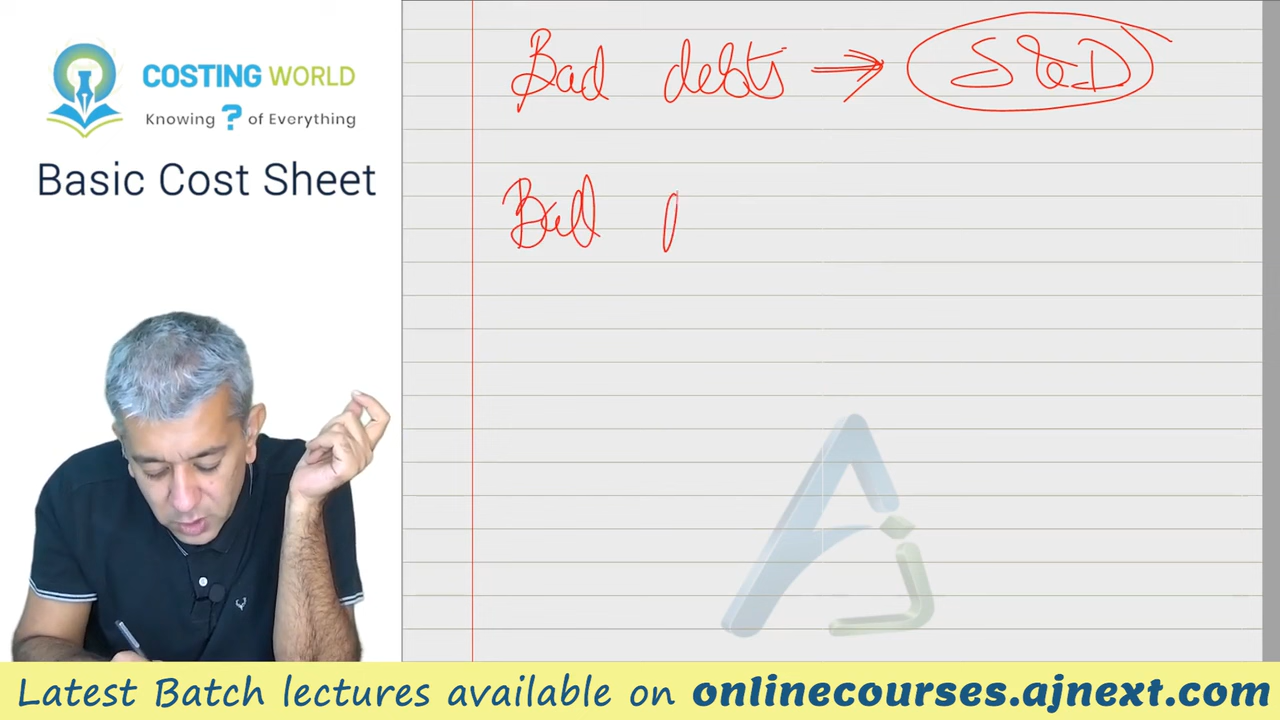 COSTING WORLD
Knowing ? of Everything
Basic Cost Sheet
Bad debts → S&D
Bad
Latest Batch lectures available on onlinecourses.ajnext.com